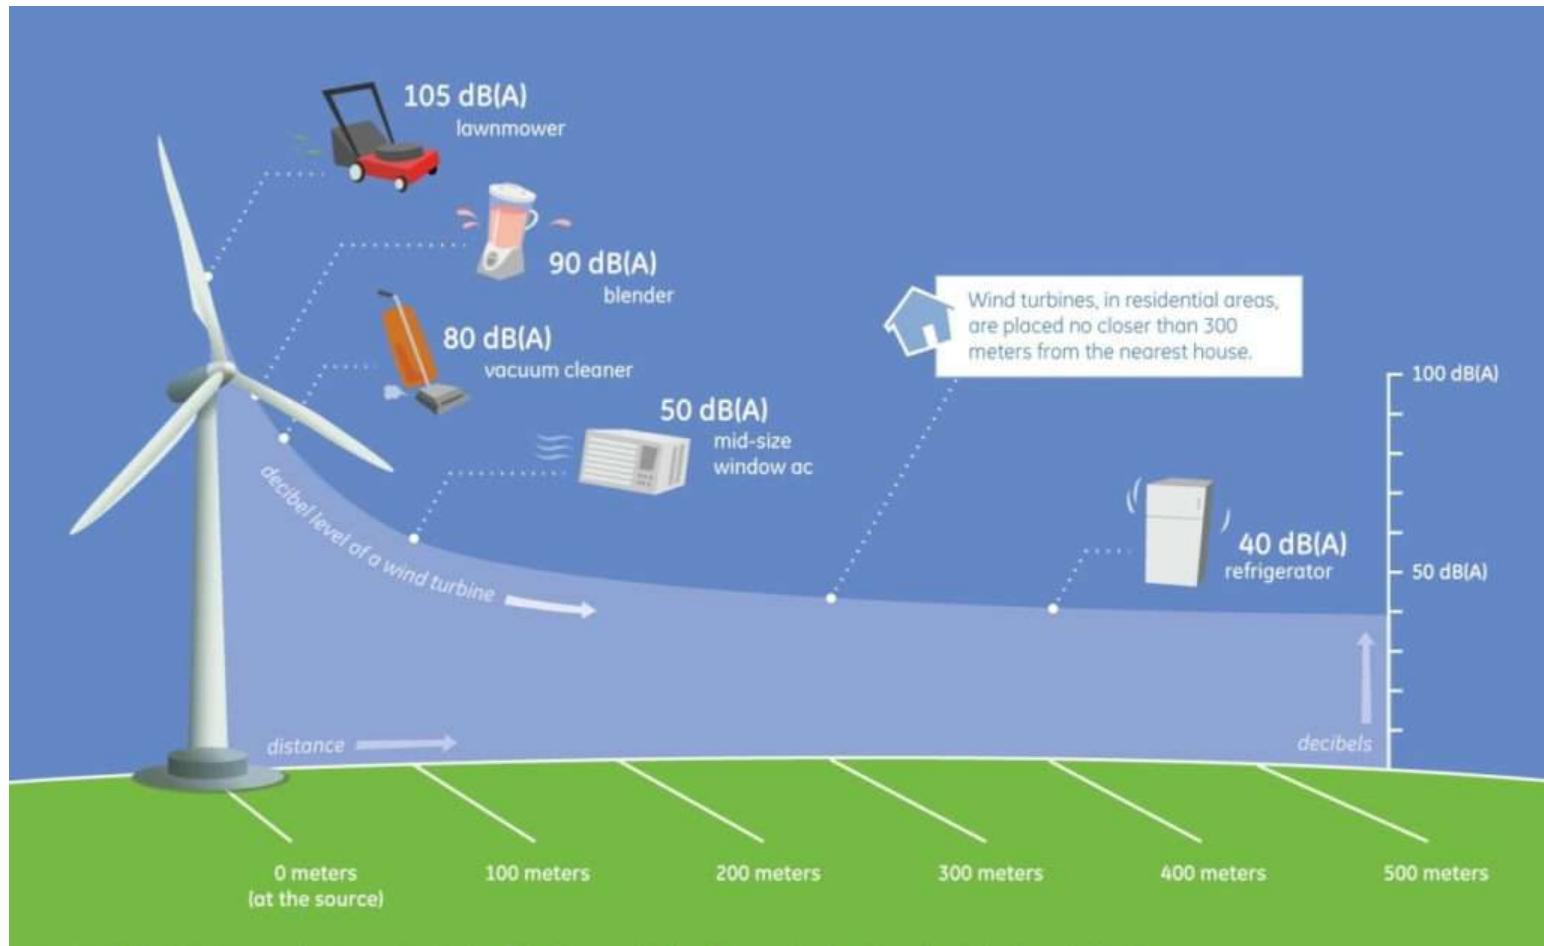 105 dB(A)
lawnmower
90 dB(A)
blender
80 dB(A)
vacuum cleaner
50 dB(A)
mid-size
window ac
Wind turbines, in residential areas,
are placed no closer than 300
meters from the nearest house.
100 dB(A)
40 dB(A)
refrigerator
50 dB(A)
decibel level of a wind turbine
distance
decibels
0 meters
(at the source)
100 meters
200 meters
300 meters
400 meters
500 meters